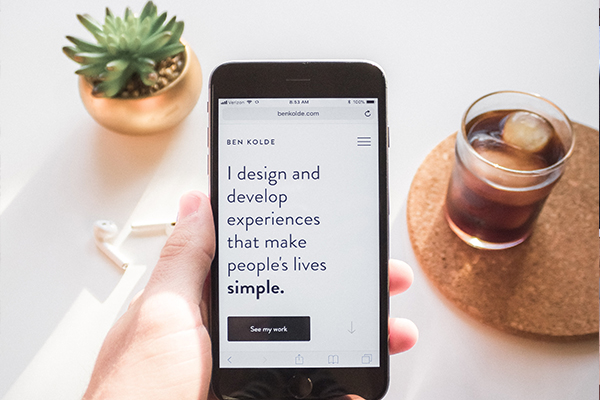 Verizon 8:53 AM 100%
benkolde.com
BEN KOLDE
I design and
develop
experiences
that make
people's lives
simple.
See my work